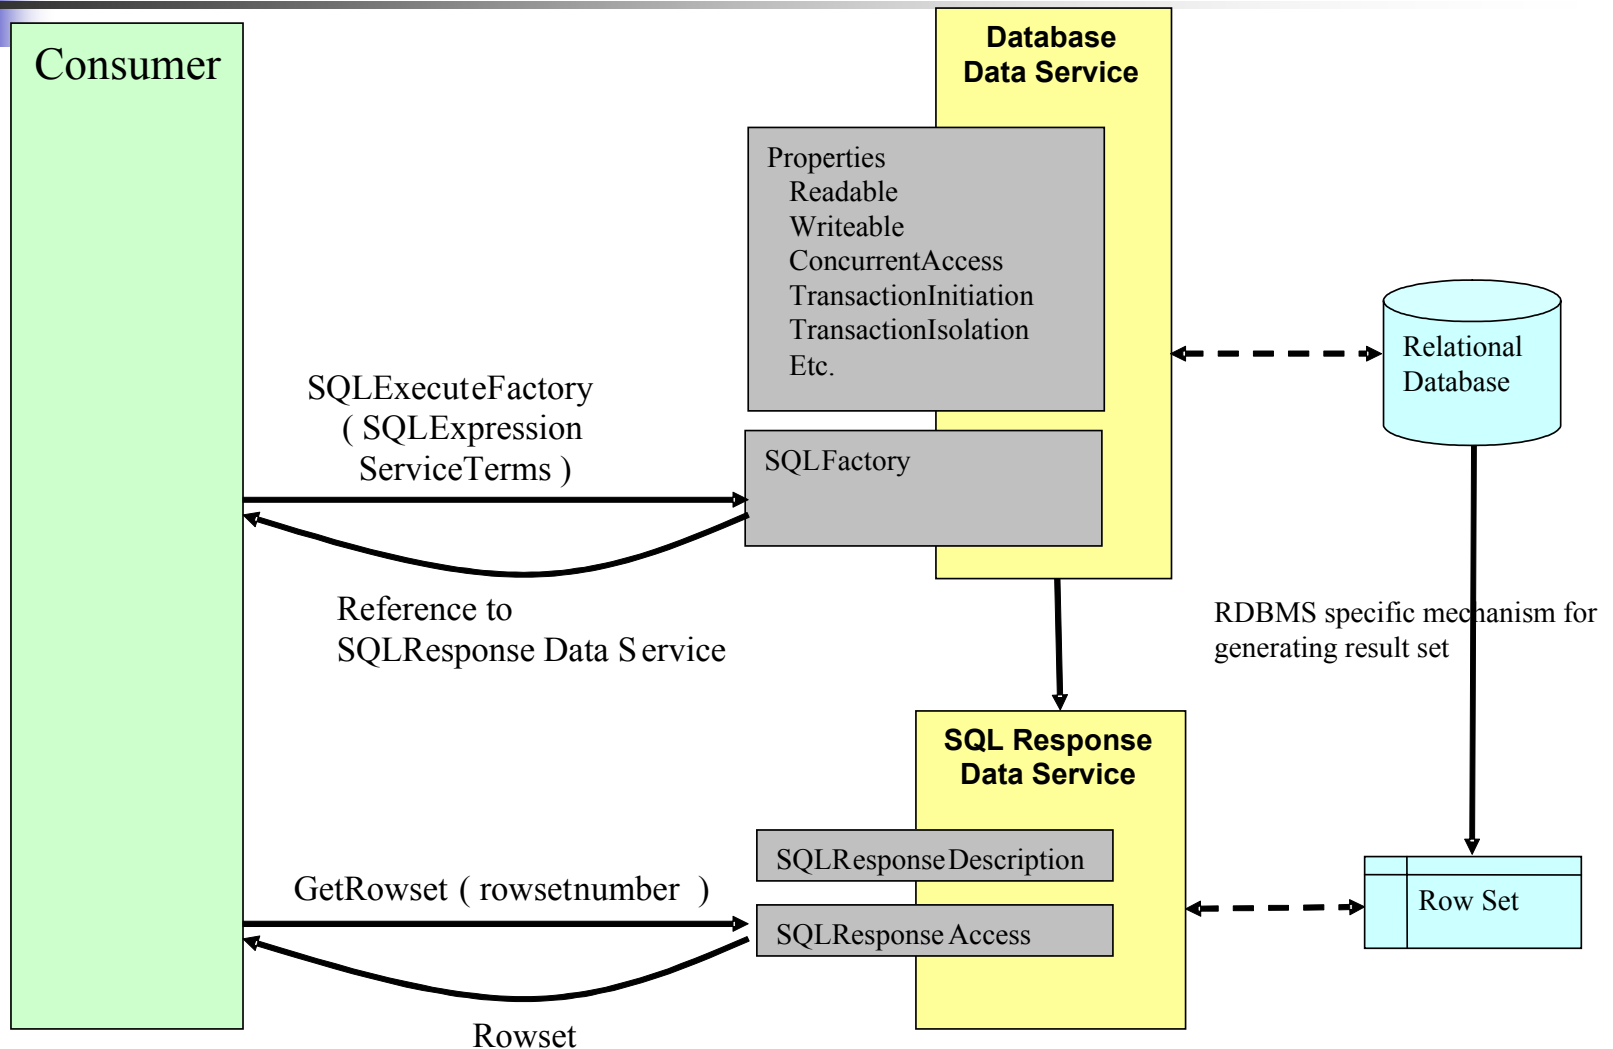 Consumer
Database
Data Service
Properties
Readable
Writeable
ConcurrentAccess
TransactionInitiation
TransactionIsolation
Etc.
Relational
Database
SQLExecuteFactory
( SQLExpression
ServiceTerms )
SQLFactory
Reference to
SQLResponse Data Service
RDBMS specific mechanism for
generating result set
SQL Response
Data Service
SQLResponseDescription
GetRowset ( rowsetnumber )
SQLResponseAccess
Row Set
Rowset